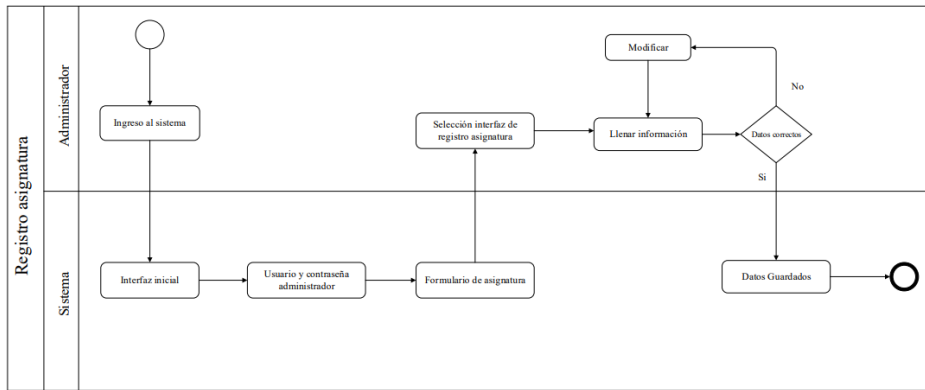 Registro asignatura
Administrador
Ingreso al sistema
Selección interfaz de
registro asignatura
Modificar
Llenar información
Datos correctos
No
Si
Sistema
Interfaz inicial
Usuario y contraseña
administrador
Formulario de asignatura
Datos Guardados